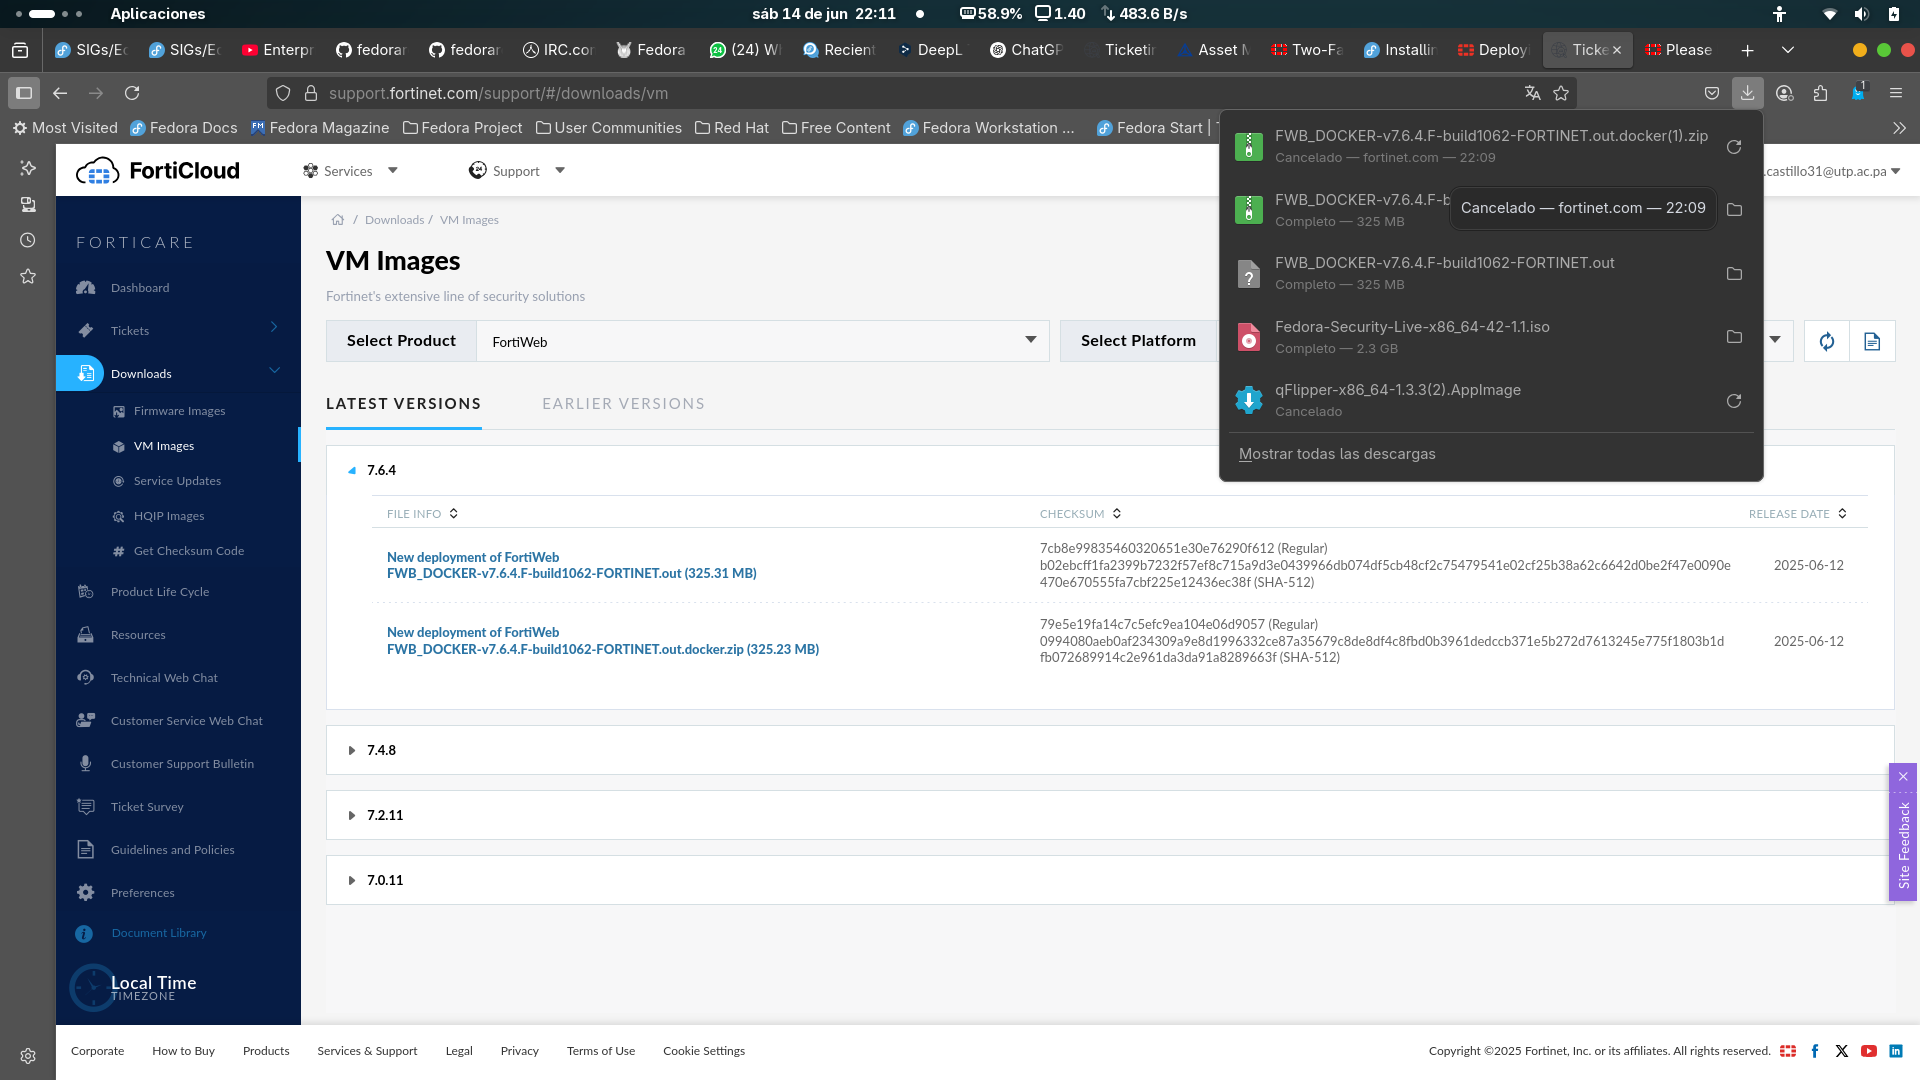 Aplicaciones
sáb 14 de jun 22:11
58.9% 1.40 483.6 B/s
SIGs/Ec
SIGs/Ec
Enterpr
fedorar
fedorar
IRC.cor
Fedora
(24) W
Recient
DeepL
ChatGP
Ticketir
Asset M
Two-Fa
Installin
Deployi
Ticke
Please
support.fortinet.com/support/#/downloads/vm
1
Most Visited
Fedora Docs
Fedora Magazine
Fedora Project
User Communities
Red Hat
Free Content
Fedora Workstation ...
Fedora Start | T
FWB_DOCKER-v7.6.4.F-build1062-FORTINET.out.docker(1).zip
Cancelado — fortinet.com — 22:09
FWB_DOCKER-v7.6.4.F-b
Completo — 325 MB
Cancelado — fortinet.com — 22:09
FWB_DOCKER-v7.6.4.F-build1062-FORTINET.out
Completo — 325 MB
Fedora-Security-Live-x86_64-42-1.1.iso
Completo — 2.3 GB
qFlipper-x86_64-1.3.3(2).AppImage
Cancelado
Mostrar todas las descargas
FortiCloud
Services
Support
.castillo31@utp.ac.pa
FORTICARE
Dashboard
Tickets
Downloads
Firmware Images
VM Images
Service Updates
HQIP Images
Get Checksum Code
Product Life Cycle
Resources
Technical Web Chat
Customer Service Web Chat
Customer Support Bulletin
Ticket Survey
Guidelines and Policies
Preferences
Document Library
Local Time
TIMEZONE
/ Downloads / VM Images
VM Images
Fortinet's extensive line of security solutions
Select Product
FortiWeb
Select Platform
LATEST VERSIONS
EARLIER VERSIONS
7.6.4
FILE INFO
CHECKSUM
RELEASE DATE
New deployment of FortiWeb
FWB_DOCKER-v7.6.4.F-build1062-FORTINET.out (325.31 MB)
7cb8e99835460320651e30e76290f612 (Regular)
b02ebcff1fa2399b7232f57ef8c715a9d3e0439966db074df5cb48cf2c75479541e02cf25b38a62c6642d0be2f47e0090e
470e670555fa7cbf225e12436ec38f (SHA-512)
2025-06-12
New deployment of FortiWeb
FWB_DOCKER-v7.6.4.F-build1062-FORTINET.out.docker.zip (325.23 MB)
79e5e19fa14c7c5efc9ea104e06d9057 (Regular)
0994080aeb0af234309a9e8d1996332ce87a35679c8de8df4c8fbd0b3961dedccb371e5b272d7613245e775f1803b1d
fb072689914c2e961da3da91a8289663f (SHA-512)
2025-06-12
7.4.8
7.2.11
7.0.11
Site Feedback
Corporate
How to Buy
Products
Services & Support
Legal
Privacy
Terms of Use
Cookie Settings
Copyright ©2025 Fortinet, Inc. or its affiliates. All rights reserved.